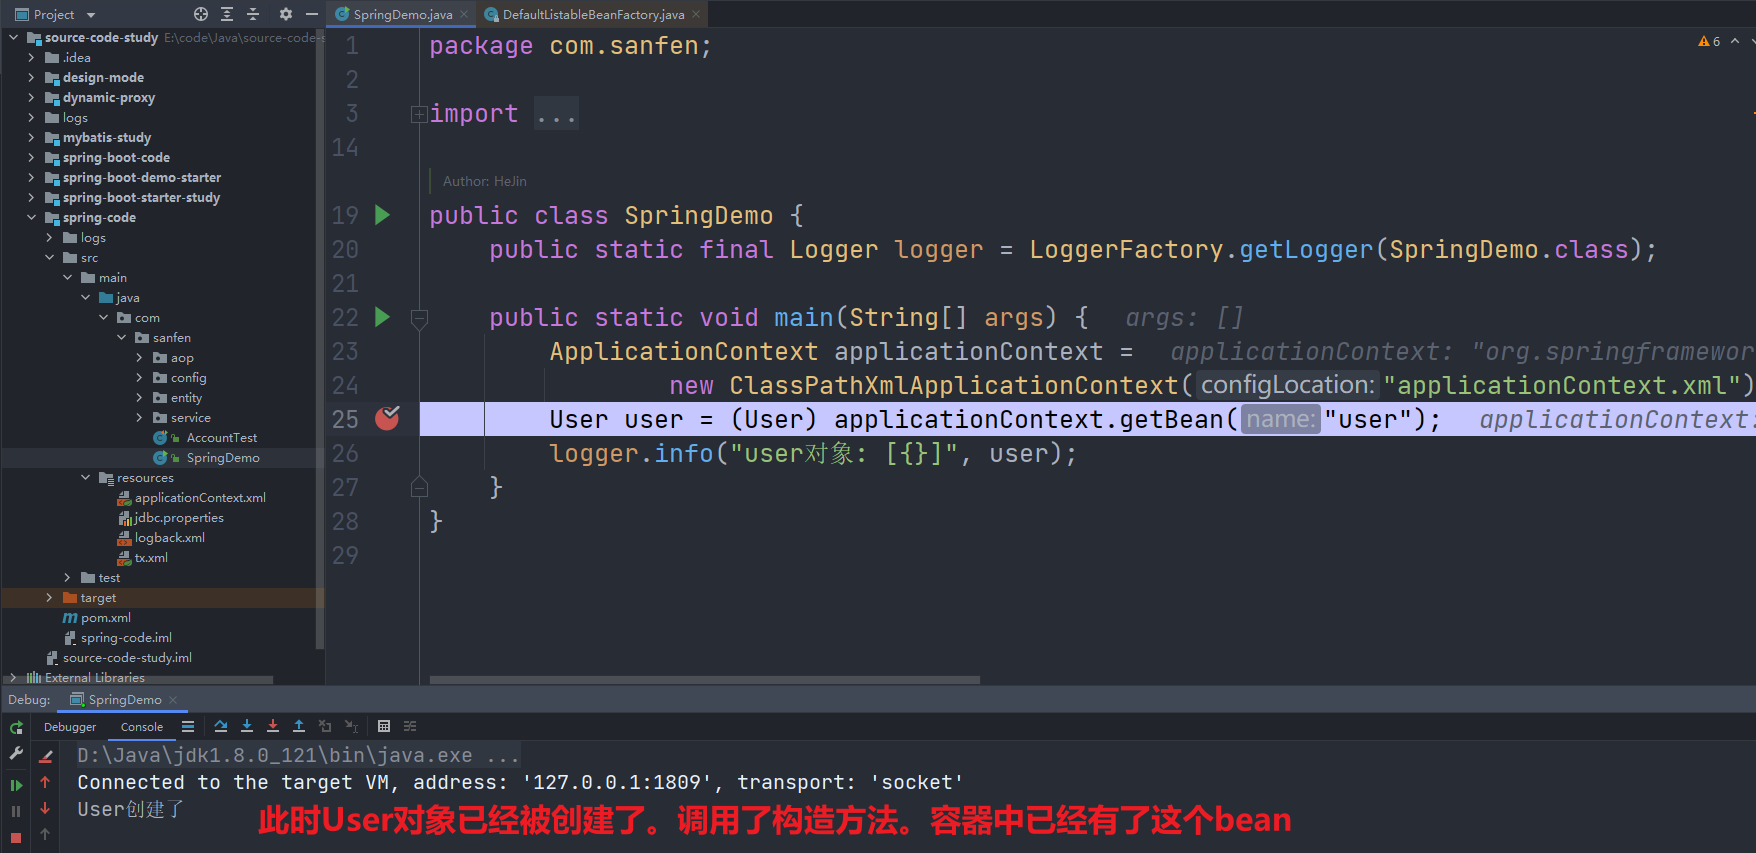 Project
SpringDemo.java
DefaultListableBeanFactory.java
source-code-study E:\code\Java\source-code-s
.idea
design-mode
dynamic-proxy
logs
mybatis-study
spring-boot-code
spring-boot-demo-starter
spring-boot-starter-study
spring-code
logs
src
main
java
com
sanfen
aop
config
entity
service
AccountTest
SpringDemo
resources
applicationContext.xml
jdbc.properties
logback.xml
tx.xml
test
target
pom.xml
spring-code.iml
source-code-study.iml
External Libraries
6
1 package com.sanfen;
2
3 import ...
14
Author: HeJin
19 public class SpringDemo {
20 public static final Logger logger = LoggerFactory.getLogger(SpringDemo.class);
21
22 public static void main(String[] args) { args: []
23 ApplicationContext applicationContext = applicationContext: "org.springframewor
24 new ClassPathXmlApplicationContext(configLocation: "applicationContext.xml")
25 User user = (User) applicationContext.getBean(name: "user"); applicationContext:
26 logger.info("user对象: [{}]", user);
27 }
28 }
29
Debug: SpringDemo
Debugger Console
D:\Java\jdk1.8.0_121\bin\java.exe ...
Connected to the target VM, address: '127.0.0.1:1809', transport: 'socket'
User创建了
此时User对象已经被创建了。调用了构造方法。容器中已经有了这个bean